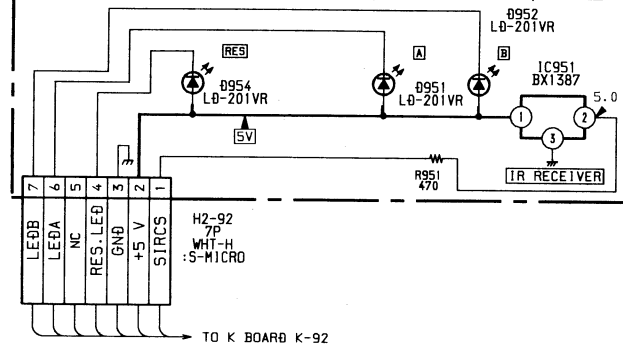 D952
LD-201VR
RES
A
B
IC951
BX1387
D954
LD-201VR
D951
LD-201VR
5.0
1
2
3
5V
R951
470
IR RECEIVER
7
6
5
4
3
2
1
LEDB
LEDA
NC
RES.LED
GND
+5 V
SIRCS
H2-92
7P
WHT-H
:S-MICRO
TO K BOARD K-92